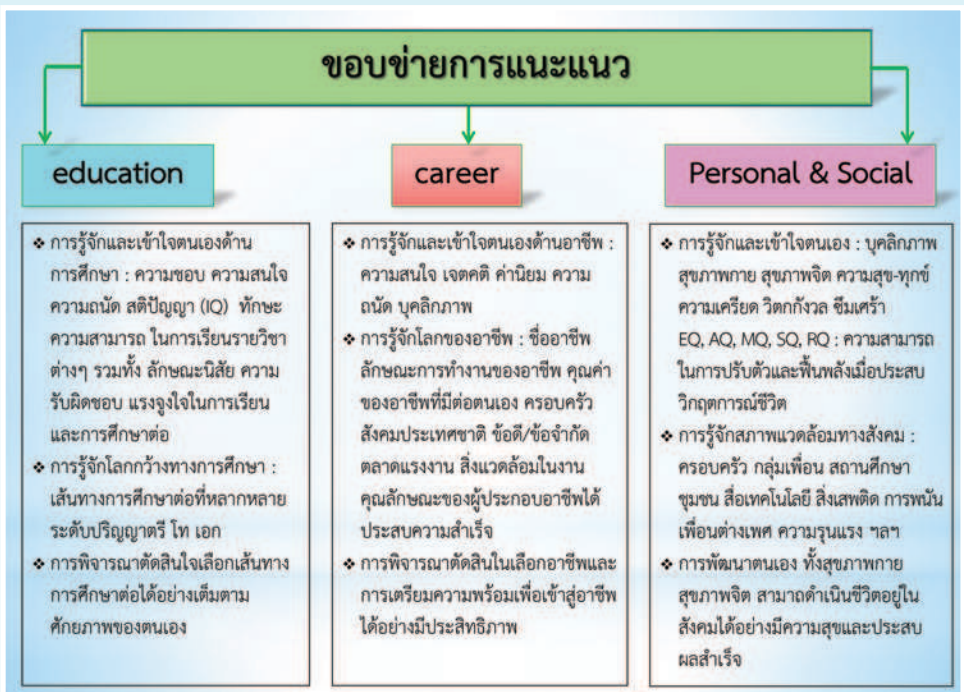 ขอบข่ายการแนะแนว
education
❖ การรู้จักและเข้าใจตนเองด้าน
การศึกษา : ความชอบ ความสนใจ
ความถนัด สติปัญญา (IQ) ทักษะ
ความสามารถ ในการเรียนรายวิชา
ต่างๆ รวมทั้ง ลักษณะนิสัย ความ
รับผิดชอบ แรงจูงใจในการเรียน
และการศึกษาต่อ
❖ การรู้จักโลกกว้างทางการศึกษา :
เส้นทางการศึกษาต่อที่หลากหลาย
ระดับปริญญาตรี โท เอก
❖ การพิจารณาตัดสินใจเลือกเส้นทาง
การศึกษาต่อได้อย่างเต็มตาม
ศักยภาพของตนเอง
career
❖ การรู้จักและเข้าใจตนเองด้านอาชีพ :
ความสนใจ เจตคติ ค่านิยม ความ
ถนัด บุคลิกภาพ
❖ การรู้จักโลกของอาชีพ : ชื่ออาชีพ
ลักษณะการทำงานของอาชีพ คุณค่า
ของอาชีพที่มีต่อตนเอง ครอบครัว
สังคมประเทศชาติ ข้อดี/ข้อจำกัด
ตลาดแรงงาน สิ่งแวดล้อมในงาน
คุณลักษณะของผู้ประกอบอาชีพได้
ประสบความสำเร็จ
❖ การพิจารณาตัดสินในเลือกอาชีพและ
การเตรียมความพร้อมเพื่อเข้าสู่อาชีพ
ได้อย่างมีประสิทธิภาพ
Personal & Social
❖ การรู้จักและเข้าใจตนเอง : บุคลิกภาพ
สุขภาพกาย สุขภาพจิต ความสุข-ทุกข์
ความเครียด วิตกกังวล ซึมเศร้า
EQ, AQ, MQ, SQ, RQ : ความสามารถ
ในการปรับตัวและฟื้นพลังเมื่อประสบ
วิกฤตการณ์ชีวิต
❖ การรู้จักสภาพแวดล้อมทางสังคม :
ครอบครัว กลุ่มเพื่อน สถานศึกษา
ชุมชน สื่อเทคโนโลยี สิ่งเสพติด การพนัน
เพื่อนต่างเพศ ความรุนแรง ฯลฯ
❖ การพัฒนาตนเอง ทั้งสุขภาพกาย
สุขภาพจิต สามาถดำเนินชีวิตอยู่ใน
สังคมได้อย่างมีความสุขและประสบ
ผลสำเร็จ